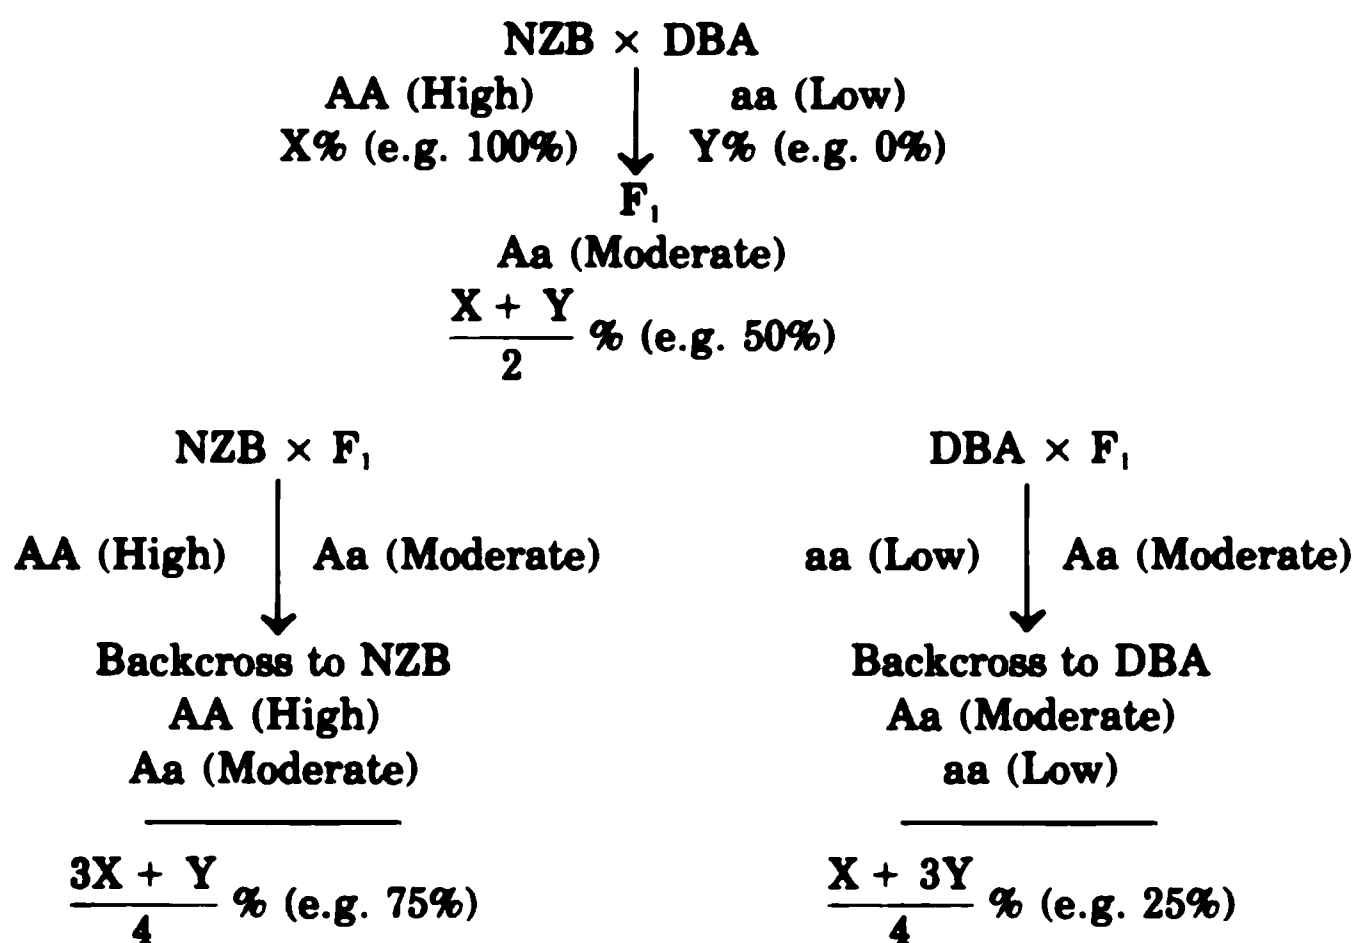 NZB × DBA
AA (High) aa (Low)
X% (e.g. 100%) Y% (e.g. 0%)
F₁
Aa (Moderate)
X + Y
% (e.g. 50%)
2
NZB × F₁
AA (High) Aa (Moderate)
Backcross to NZB
AA (High)
Aa (Moderate)
3X + Y
% (e.g. 75%)
4
DBA × F₁
aa (Low) Aa (Moderate)
Backcross to DBA
Aa (Moderate)
aa (Low)
X + 3Y
% (e.g. 25%)
4